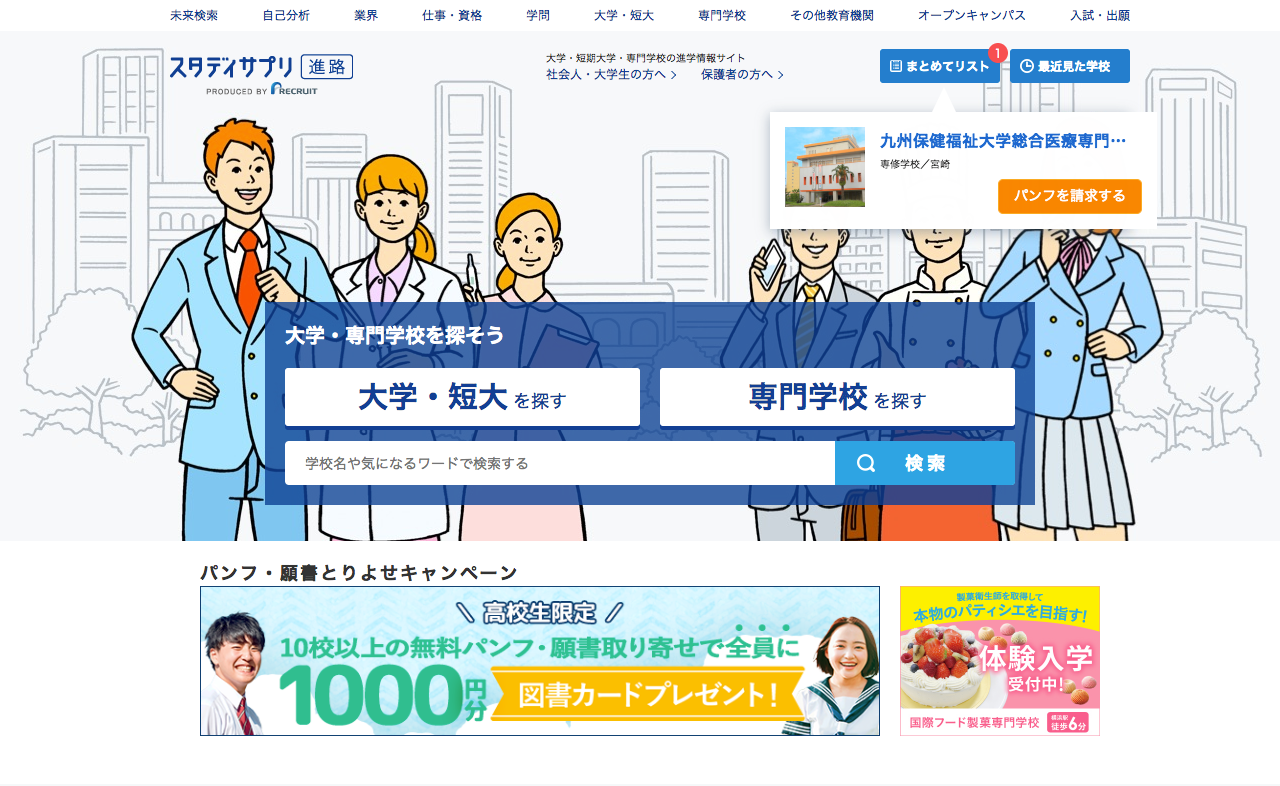 未来検索 自己分析 業界 仕事・資格 学問 大学・短大 専門学校 その他教育機関 オープンキャンパス 入試・出願
スタディサプリ 進路
PRODUCED BY RECRUIT
大学・短期大学・専門学校の進学情報サイト
社会人・大学生の方へ 保護者の方へ
まとめてリスト 1
最近見た学校
九州保健福祉大学総合医療専門…
専修学校／宮崎
パンフを請求する
大学・専門学校を探そう
大学・短大 を探す
専門学校 を探す
学校名や気になるワードで検索する
検索
パンフ・願書とりよせキャンペーン
高校生限定
10校以上の無料パンフ・願書取り寄せで全員に
1000円分 図書カードプレゼント！
製菓衛生師を取得して
本物のパティシエを目指す!
体験入学
受付中!
国際フード製菓専門学校
横浜駅
徒歩6分